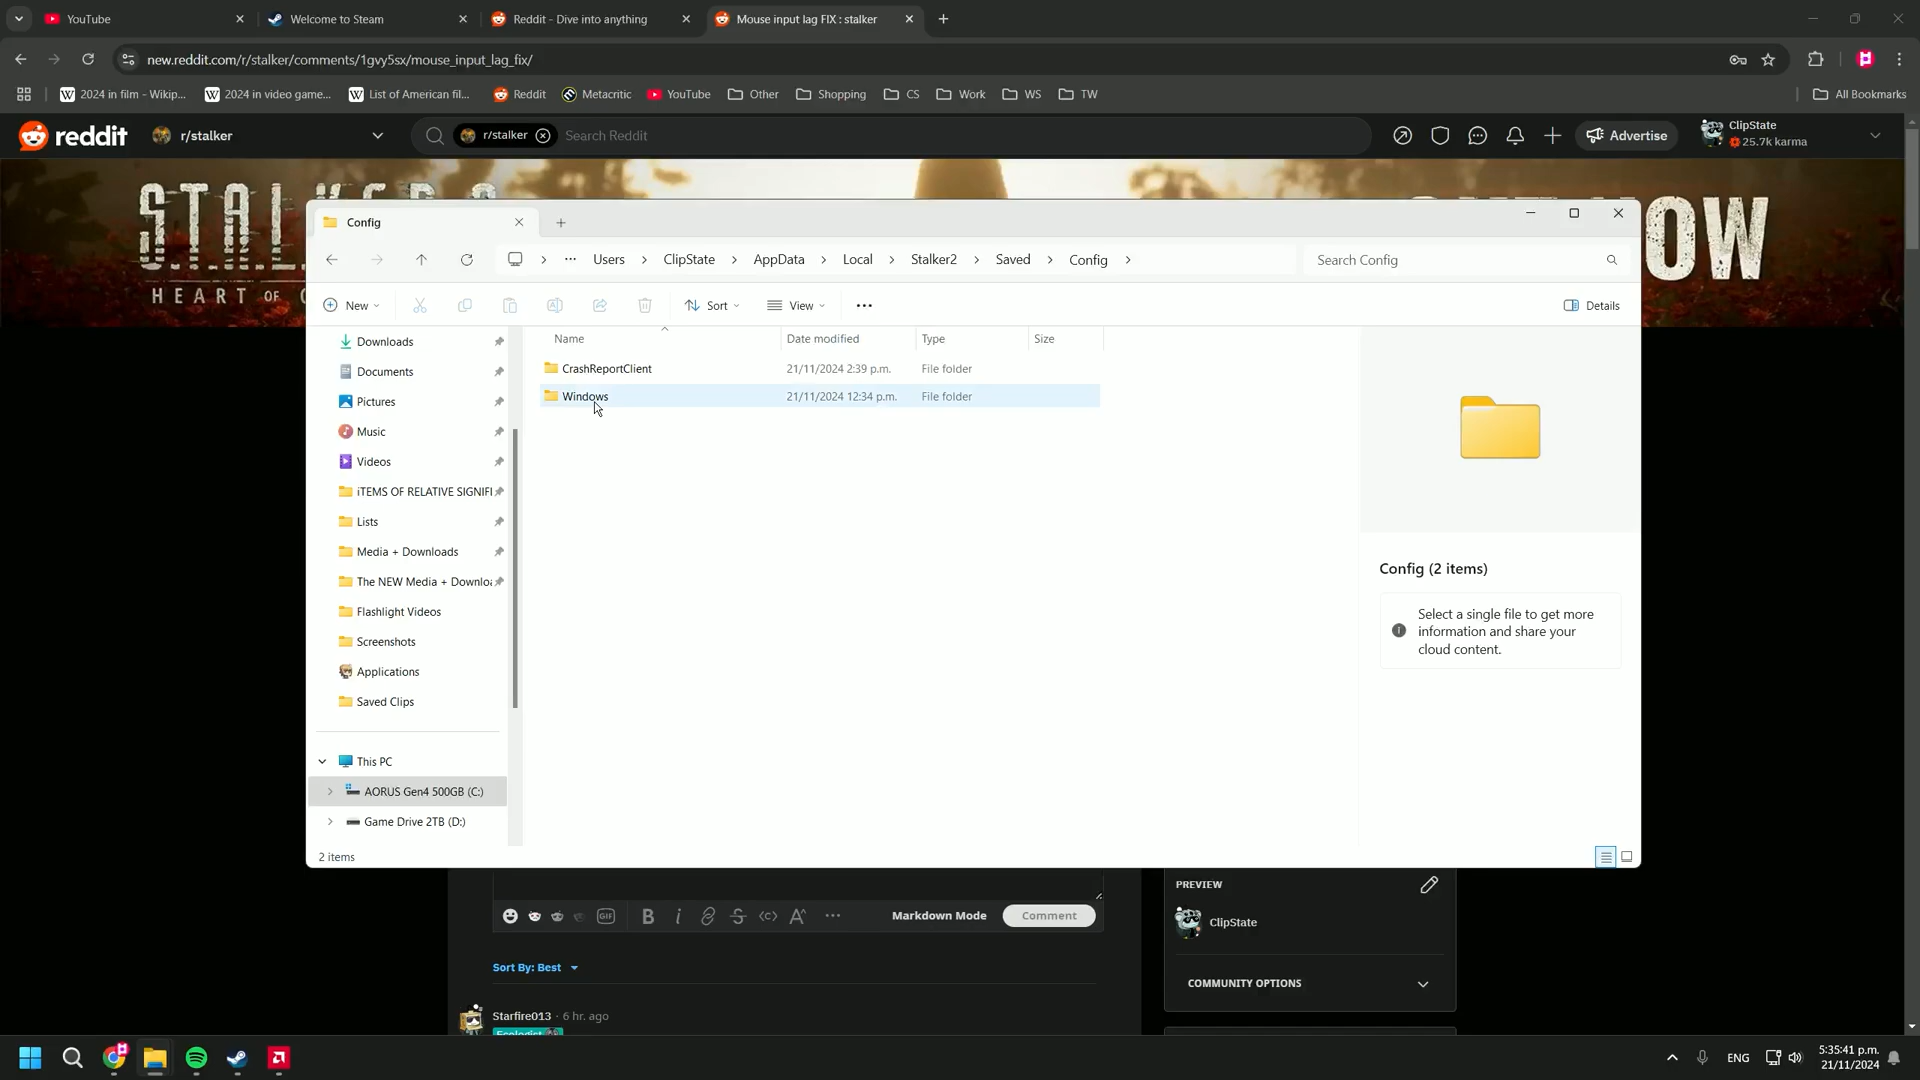 YouTube
Welcome to Steam
Reddit - Dive into anything
Mouse input lag FIX : stalker
new.reddit.com/r/stalker/comments/1gvy5sx/mouse_input_lag_fix/
2024 in film - Wikip...
2024 in video game...
List of American fil...
Reddit
Metacritic
YouTube
Other
Shopping
CS
Work
WS
TW
All Bookmarks
reddit
r/stalker
r/stalker
Search Reddit
Advertise
ClipState
25.7k karma
HEART OF
OW
Config
Users
ClipState
AppData
Local
Stalker2
Saved
Config
Search Config
New
Sort
View
Details
Downloads
Documents
Pictures
Music
Videos
iTEMS OF RELATIVE SIGNIFI
Lists
Media + Downloads
The NEW Media + Downloa
Flashlight Videos
Screenshots
Applications
Saved Clips
This PC
AORUS Gen4 500GB (C:)
Game Drive 2TB (D:)
Name
Date modified
Type
Size
CrashReportClient
21/11/2024 2:39 p.m.
File folder
Windows
21/11/2024 12:34 p.m.
File folder
Config (2 items)
Select a single file to get more
information and share your
cloud content.
2 items
GIF
Markdown Mode
Comment
Sort By: Best
Starfire013 · 6 hr. ago
Ecologist
PREVIEW
ClipState
COMMUNITY OPTIONS
ENG
5:35:41 p.m.
21/11/2024